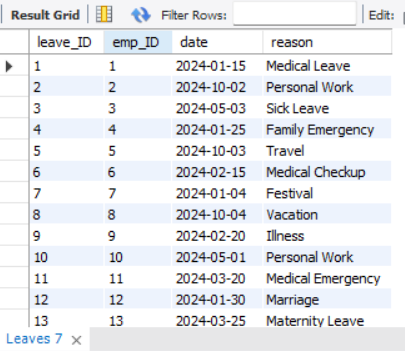 Result Grid Filter Rows: Edit:
leave_ID emp_ID date reason
1 1 2024-01-15 Medical Leave
2 2 2024-10-02 Personal Work
3 3 2024-05-03 Sick Leave
4 4 2024-01-25 Family Emergency
5 5 2024-10-03 Travel
6 6 2024-02-15 Medical Checkup
7 7 2024-01-04 Festival
8 8 2024-10-04 Vacation
9 9 2024-02-20 Illness
10 10 2024-05-01 Personal Work
11 11 2024-03-20 Medical Emergency
12 12 2024-01-30 Marriage
13 13 2024-03-25 Maternity Leave
Leaves 7